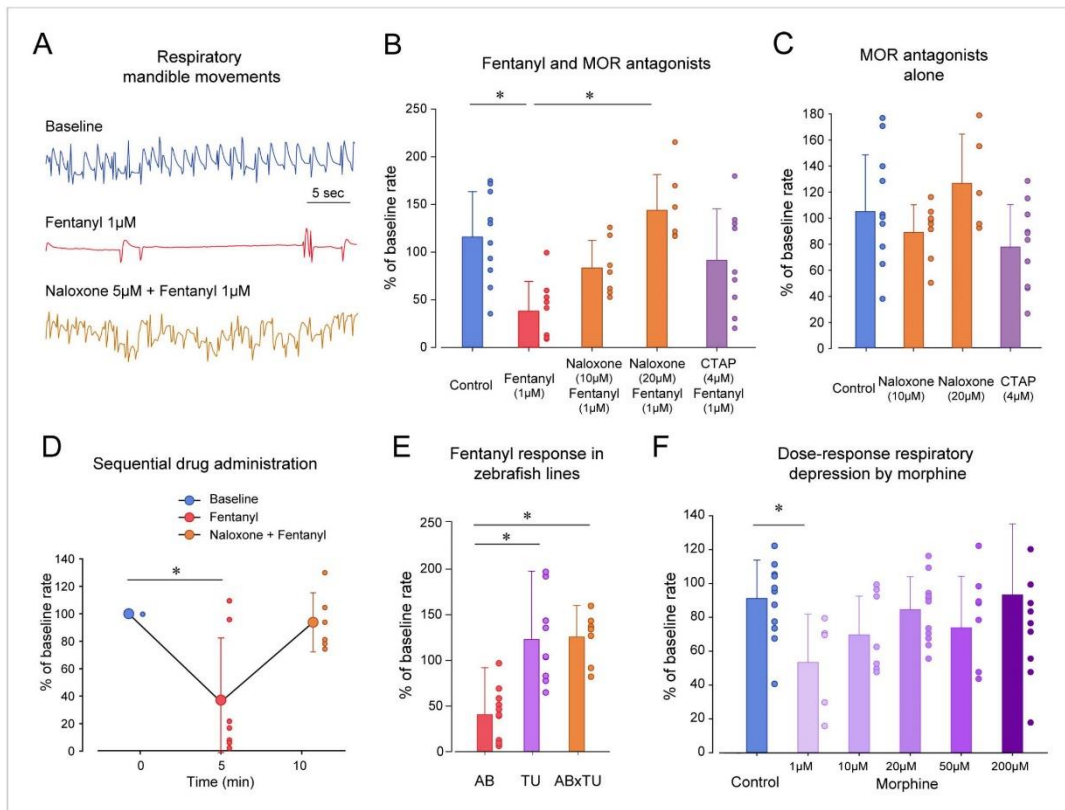 A
Respiratory
mandible movements
Baseline
5 sec
Fentanyl 1µM
Naloxone 5µM + Fentanyl 1µM
B
Fentanyl and MOR antagonists
*
*
% of baseline rate
250
200
150
100
50
0
Control
Fentanyl
(1µM)
Naloxone
(10µM)
Fentanyl
(1µM)
Naloxone
(20µM)
Fentanyl
(1µM)
CTAP
(4µM)
Fentanyl
(1µM)
C
MOR antagonists
alone
% of baseline rate
180
160
140
120
100
80
60
40
120
0
Control
Naloxone
(10µM)
Naloxone
(20µM)
CTAP
(4µM)
D
Sequential drug administration
Baseline
Fentanyl
Naloxone + Fentanyl
*
% of baseline rate
140
120
100
80
60
40
20
0
0
5
10
Time (min)
E
Fentanyl response in
zebrafish lines
*
*
% of baseline rate
250
200
150
100
50
0
AB
TU
ABxTU
F
Dose-response respiratory
depression by morphine
*
% of baseline rate
140
120
100
80
60
40
20
0
Control
1µM
10µM
20µM
50µM
200µM
Morphine